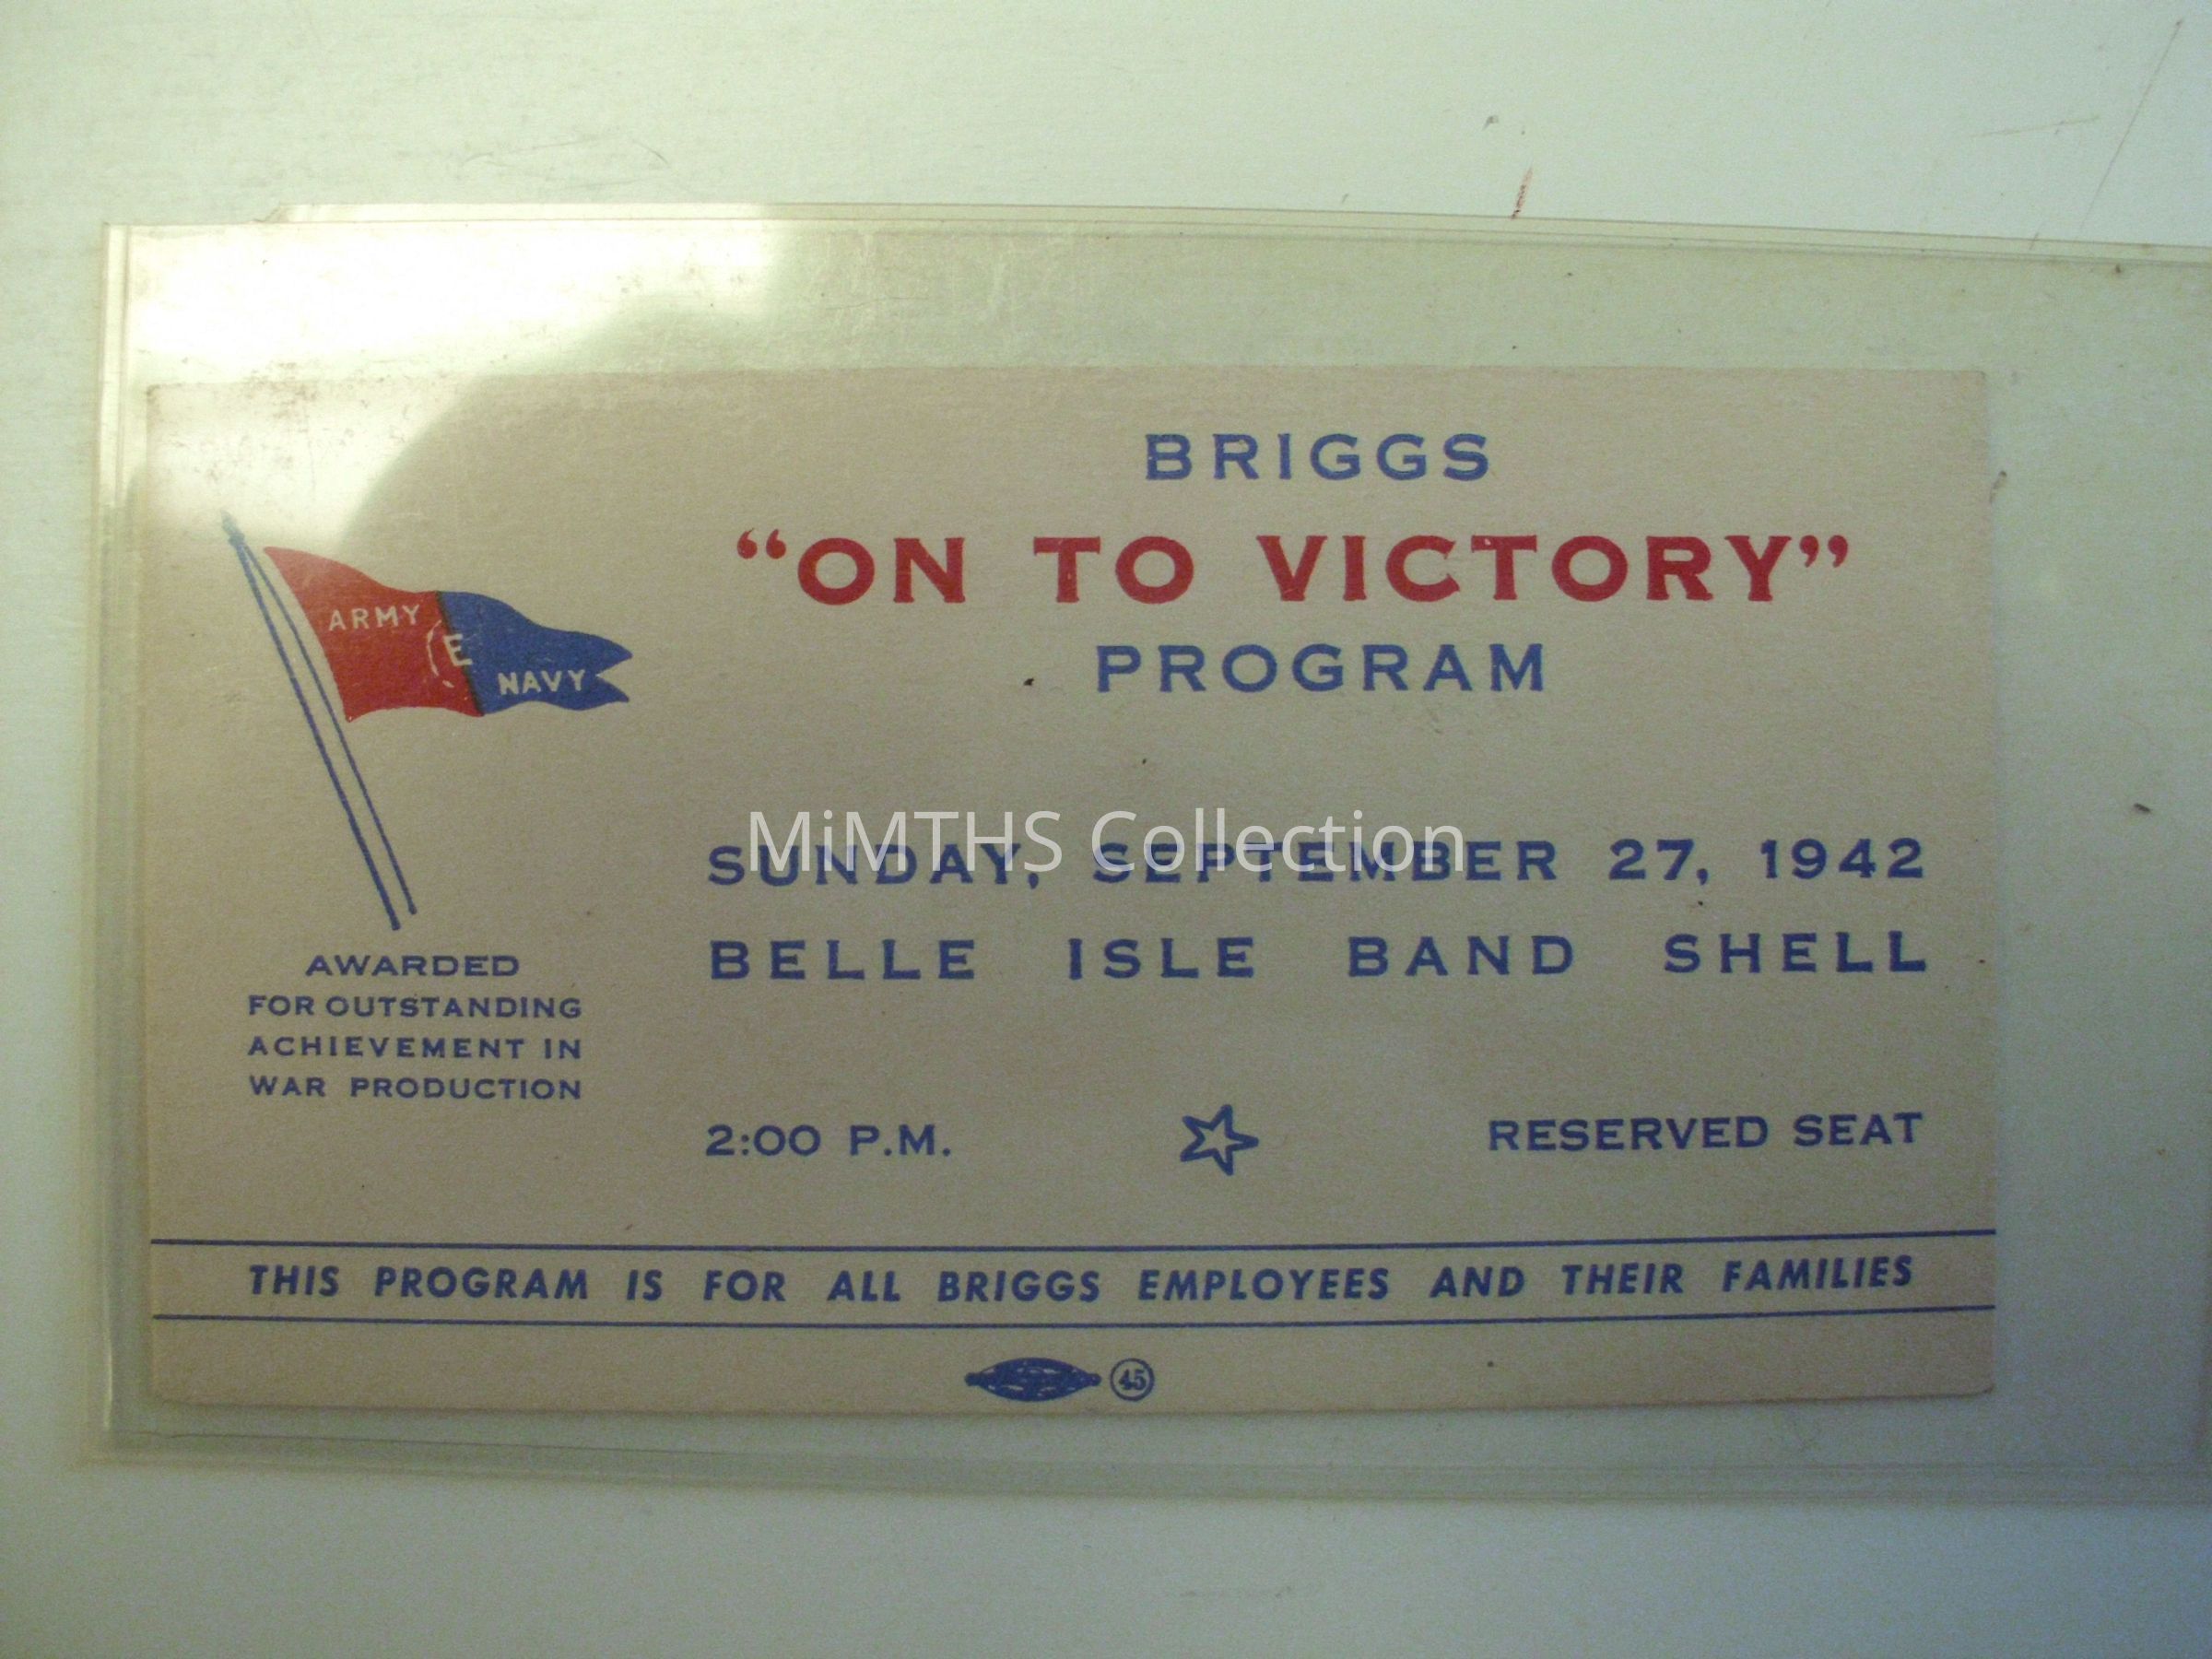 BRIGGS
“ON TO VICTORY”
PROGRAM
ARMY
E
NAVY
AWARDED
FOR OUTSTANDING
ACHIEVEMENT IN
WAR PRODUCTION
MiMTHS Collection
SUNDAY, SEPTEMBER 27, 1942
BELLE ISLE BAND SHELL
2:00 P.M. RESERVED SEAT
THIS PROGRAM IS FOR ALL BRIGGS EMPLOYEES AND THEIR FAMILIES
45